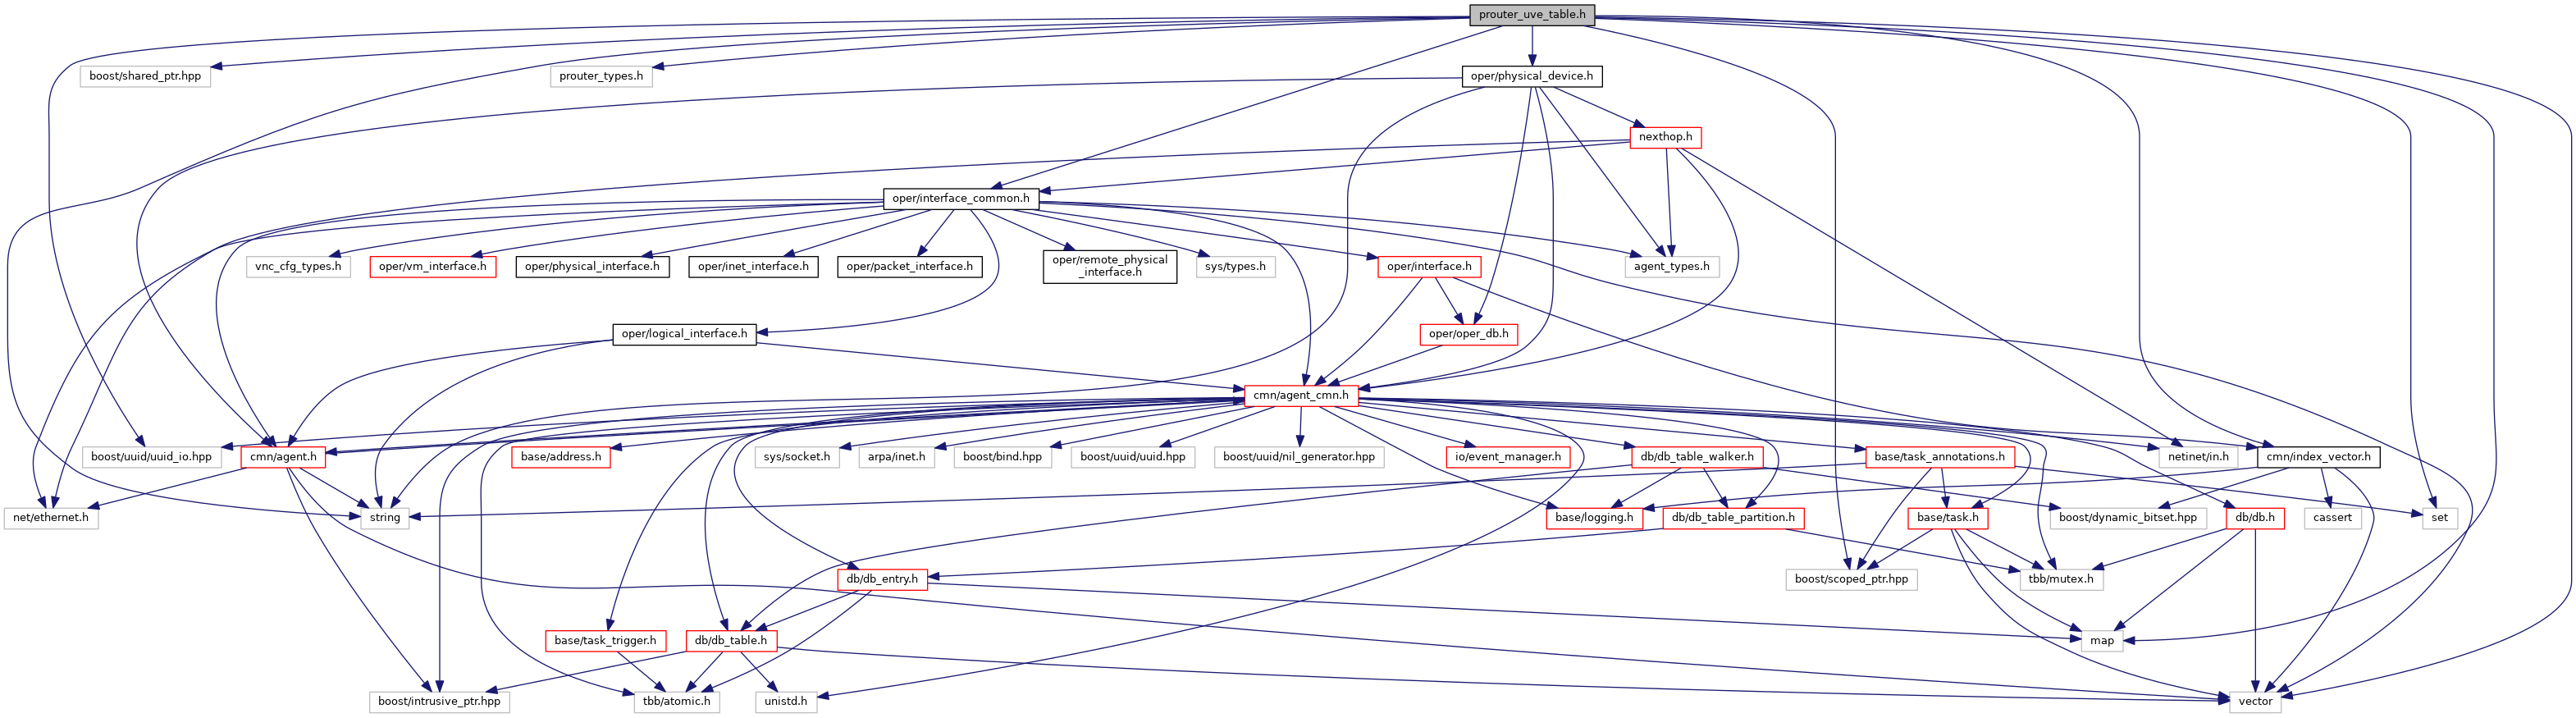 prouter_uve_table.h
boost/shared_ptr.hpp
prouter_types.h
oper/physical_device.h
nexthop.h
oper/interface_common.h
vnc_cfg_types.h
oper/vm_interface.h
oper/physical_interface.h
oper/inet_interface.h
oper/packet_interface.h
oper/remote_physical
_interface.h
sys/types.h
oper/interface.h
agent_types.h
oper/logical_interface.h
oper/oper_db.h
cmn/agent_cmn.h
boost/uuid/uuid_io.hpp
cmn/agent.h
base/address.h
sys/socket.h
arpa/inet.h
boost/bind.hpp
boost/uuid/uuid.hpp
boost/uuid/nil_generator.hpp
io/event_manager.h
db/db_table_walker.h
base/task_annotations.h
netinet/in.h
cmn/index_vector.h
net/ethernet.h
string
base/logging.h
db/db_table_partition.h
base/task.h
boost/dynamic_bitset.hpp
db/db.h
cassert
set
db/db_entry.h
boost/scoped_ptr.hpp
tbb/mutex.h
base/task_trigger.h
db/db_table.h
map
boost/intrusive_ptr.hpp
tbb/atomic.h
unistd.h
vector